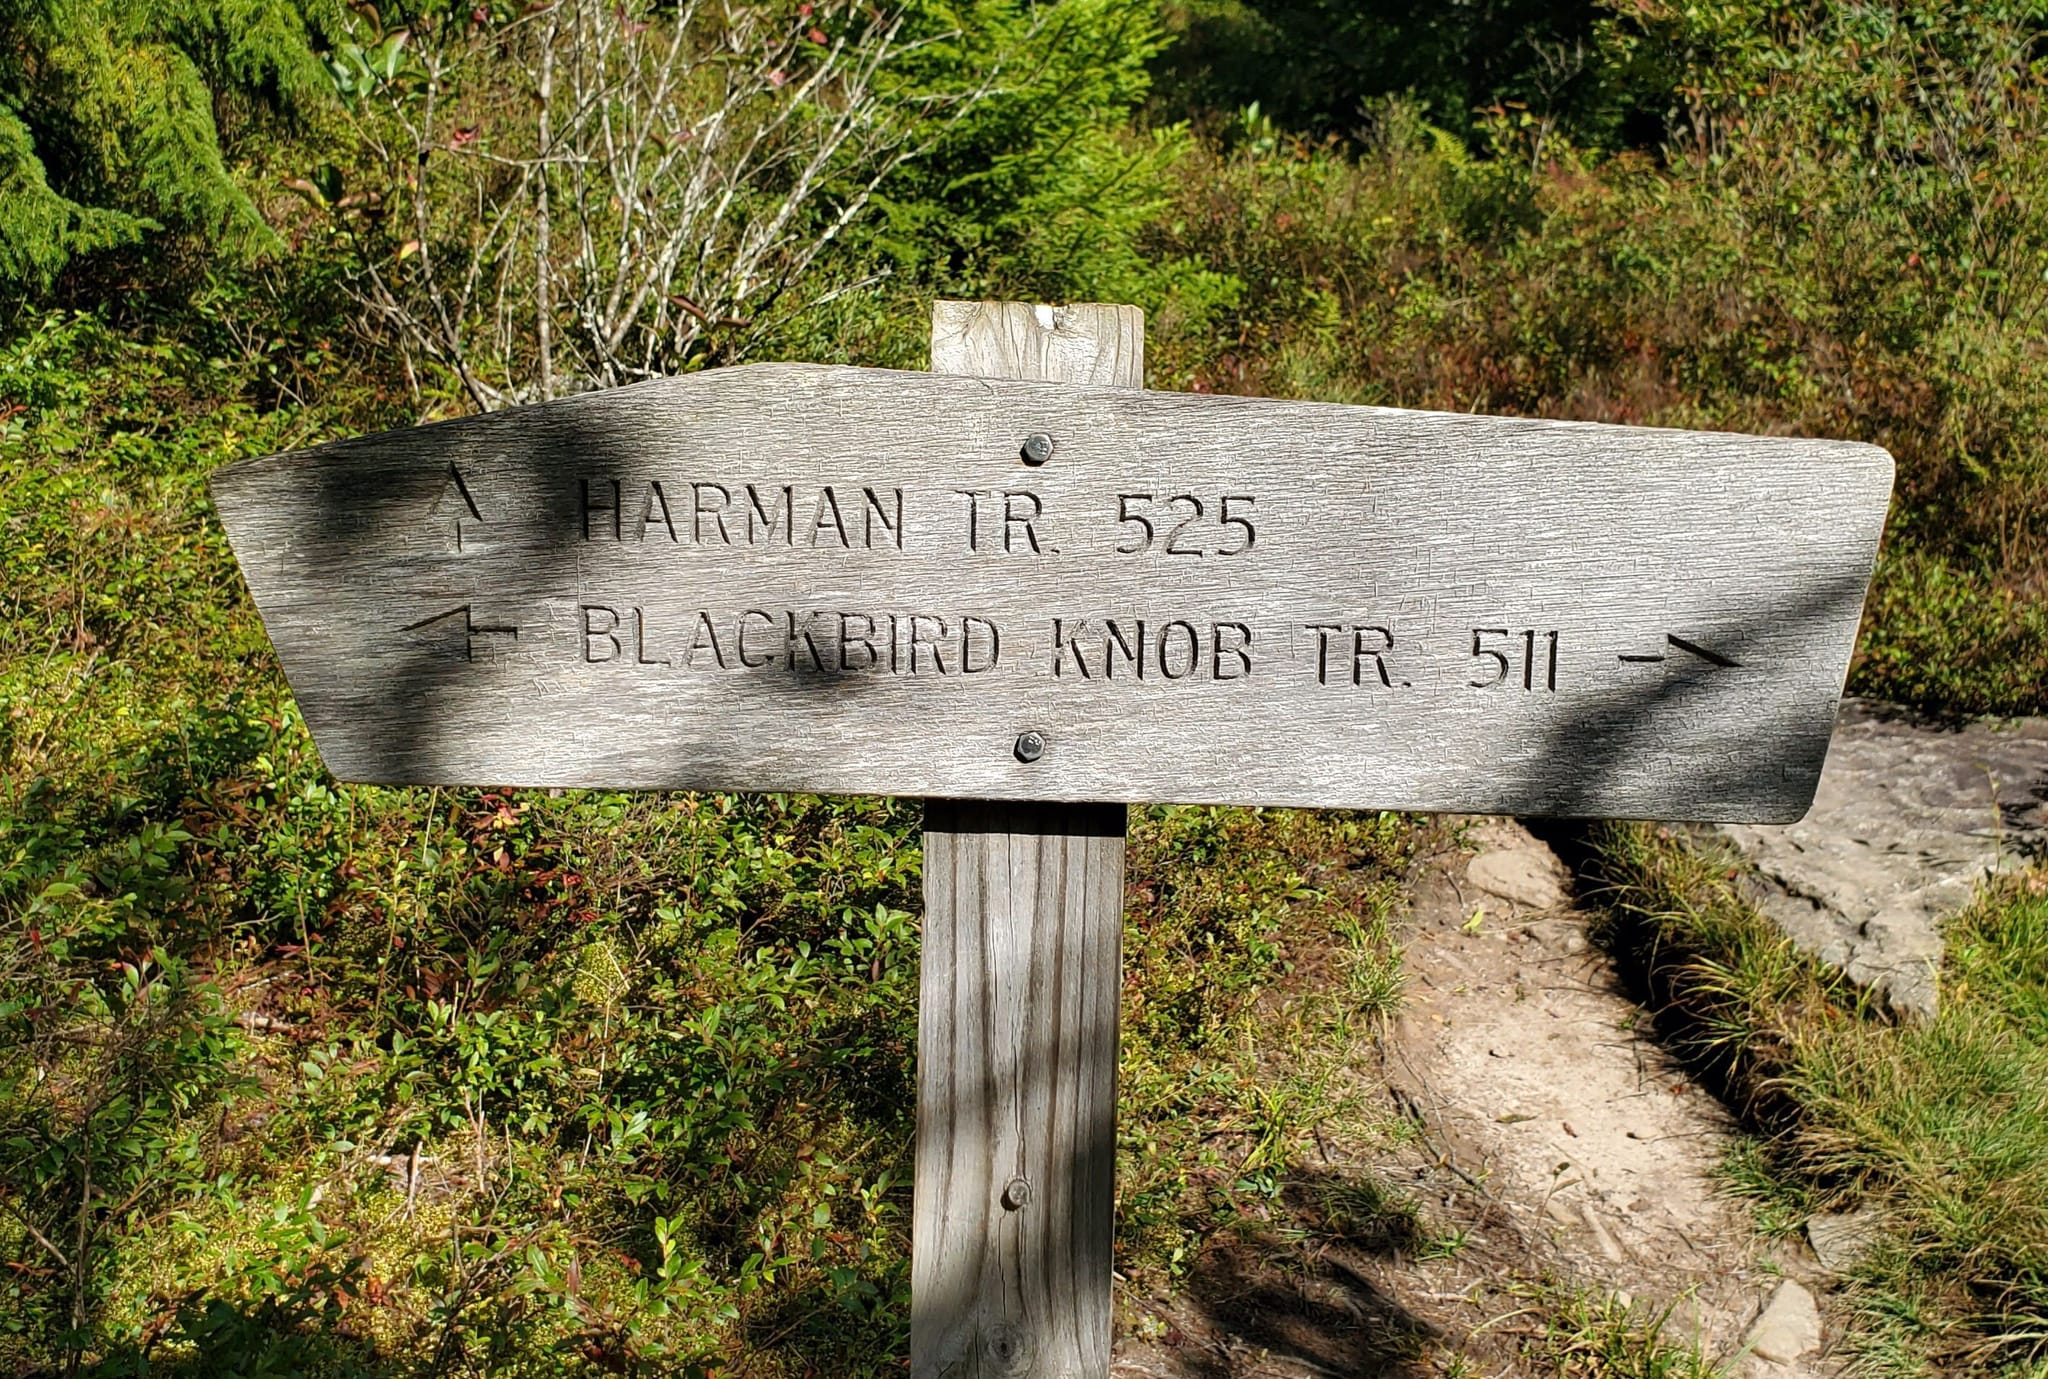 HARMAN TR. 525
BLACKBIRD KNOB TR. 511